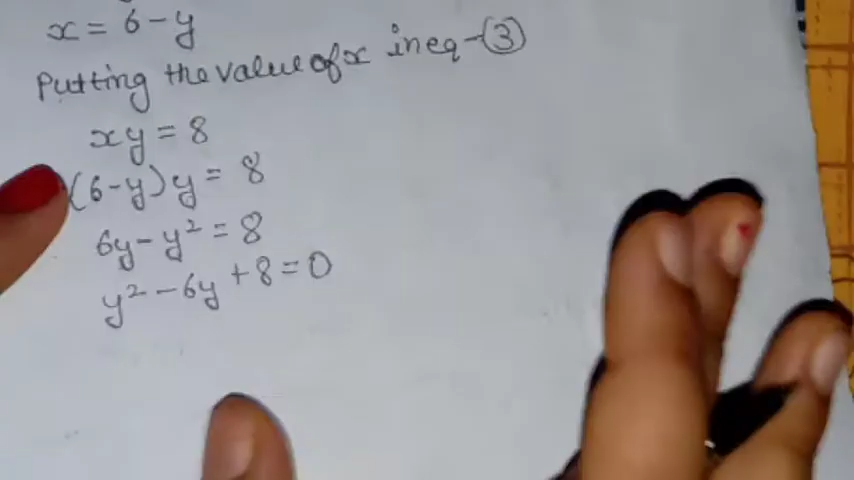 x = 6 - y
Putting the value of x in eq - ③
xy = 8
(6 - y) y = 8
6y - y² = 8
y² - 6y + 8 = 0